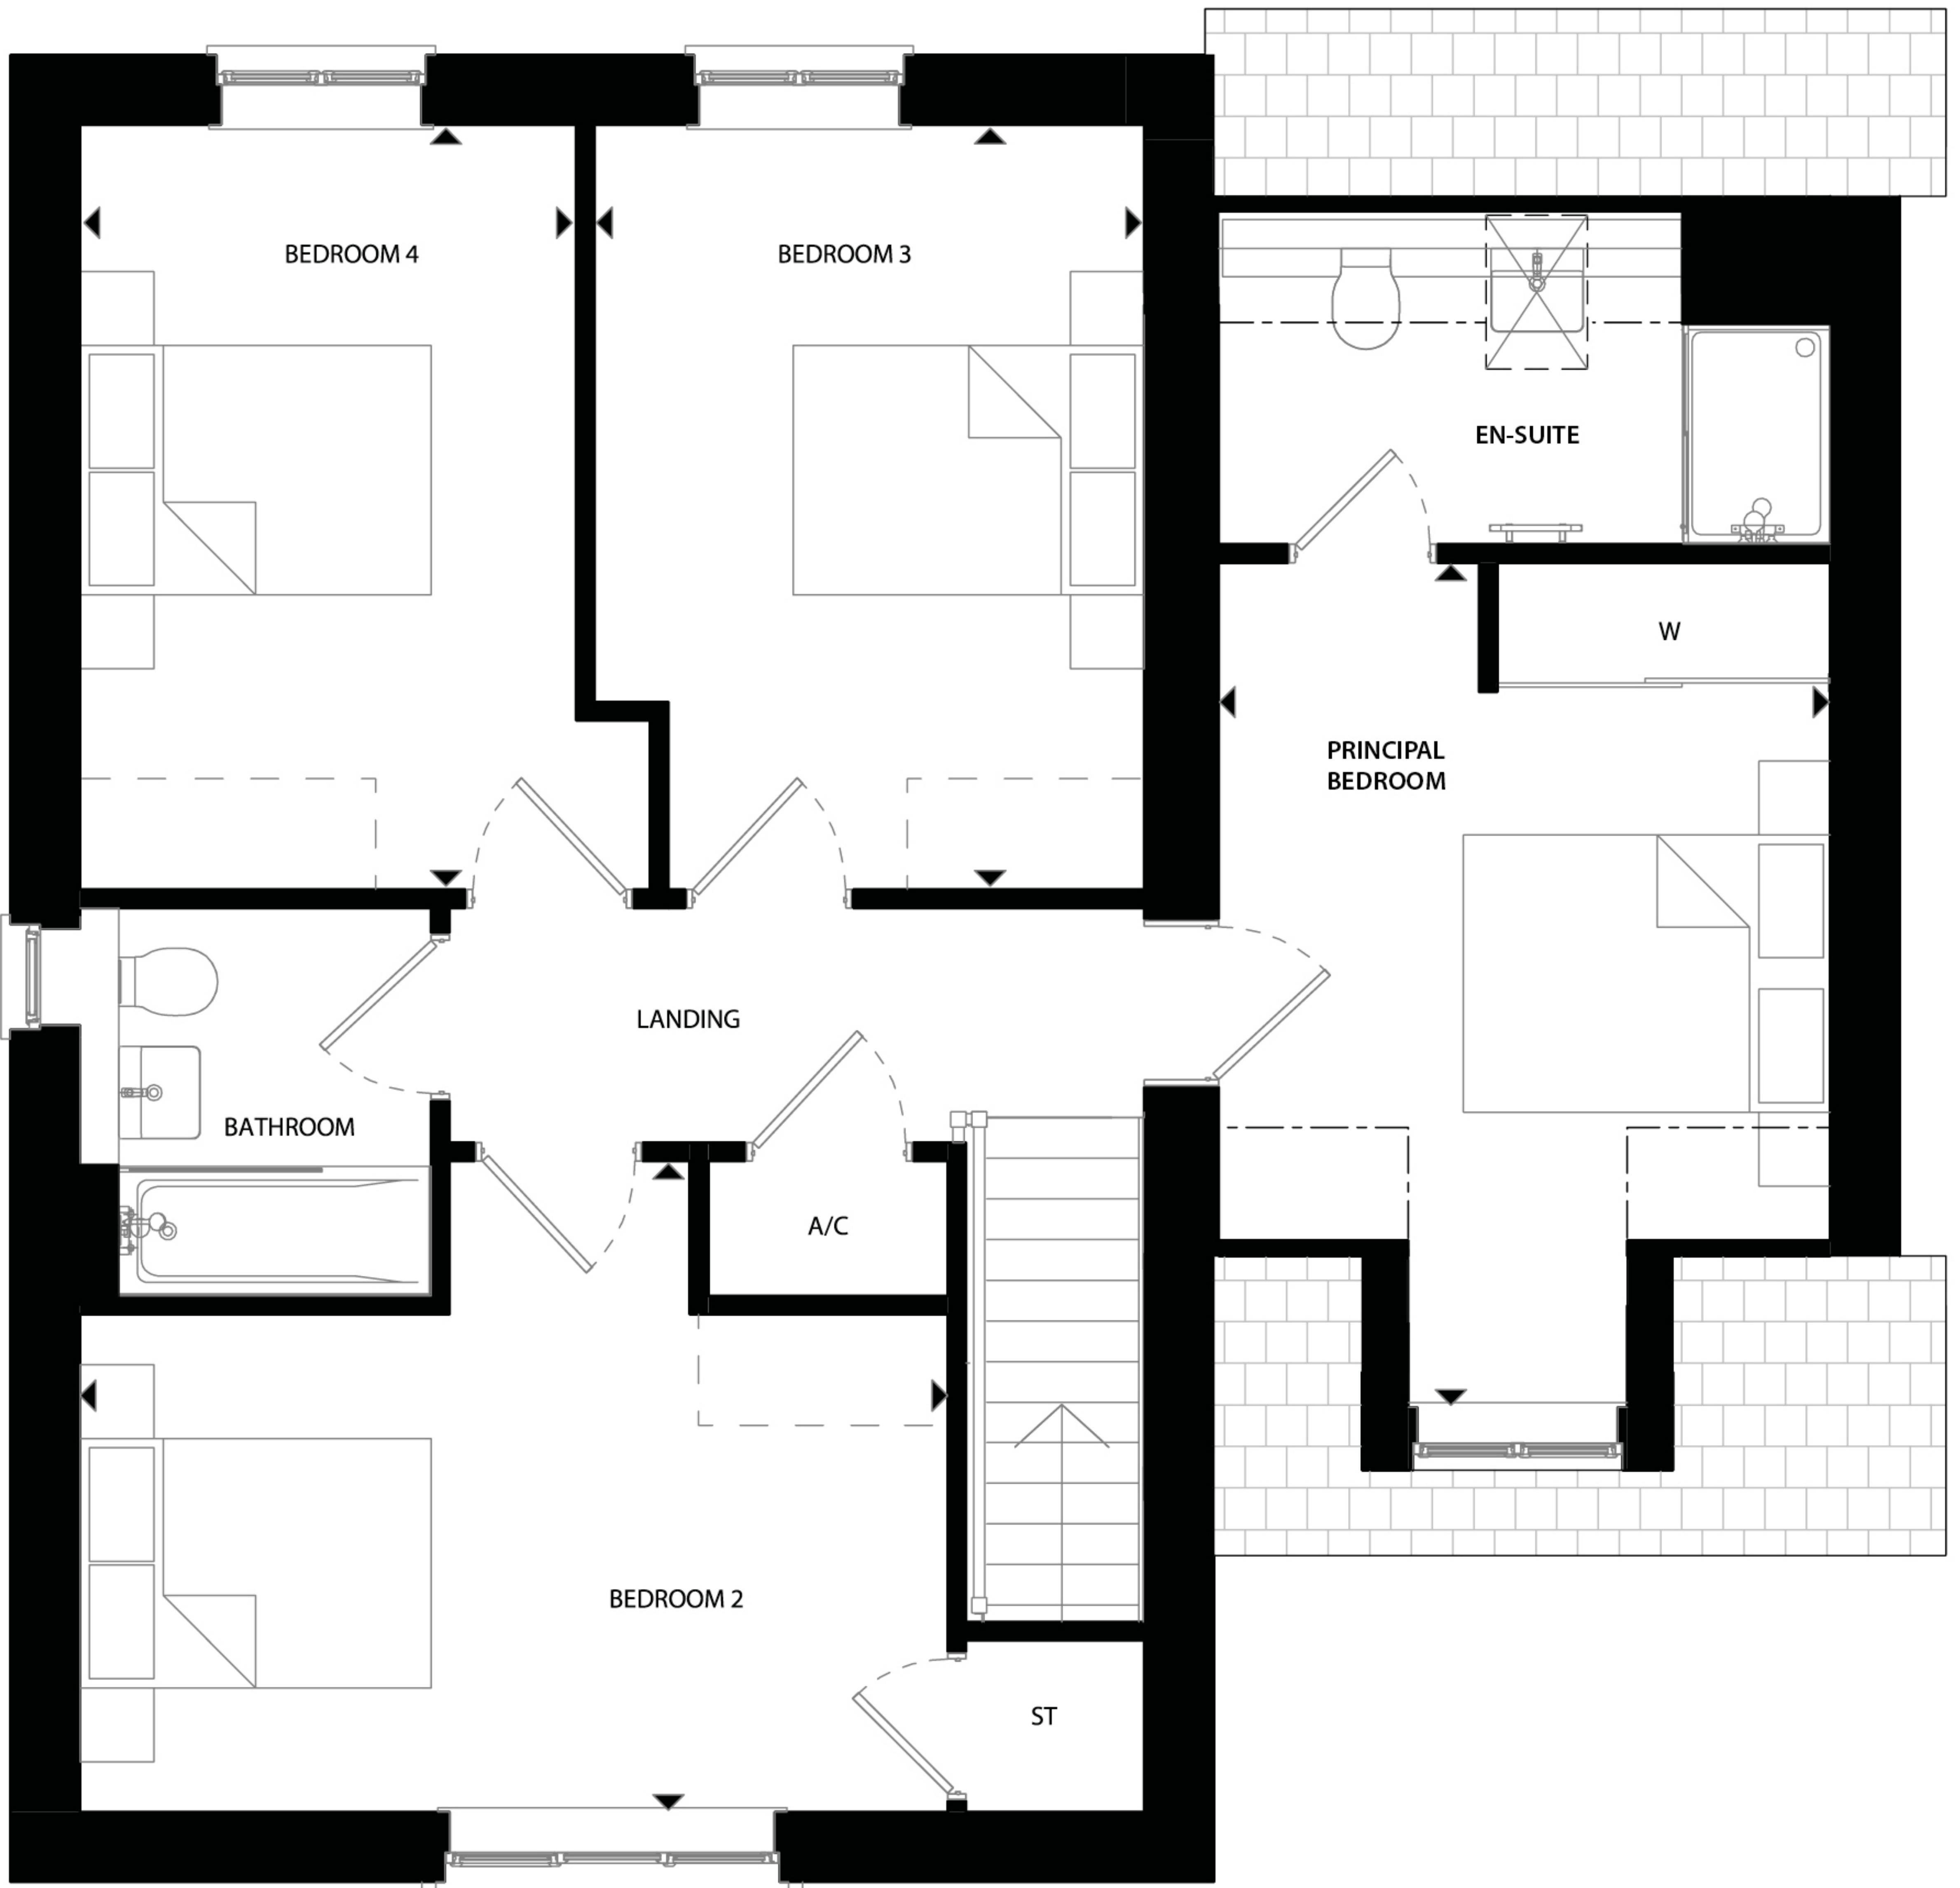 BEDROOM 4
BEDROOM 3
EN-SUITE
W
PRINCIPAL
BEDROOM
LANDING
BATHROOM
A/C
BEDROOM 2
ST